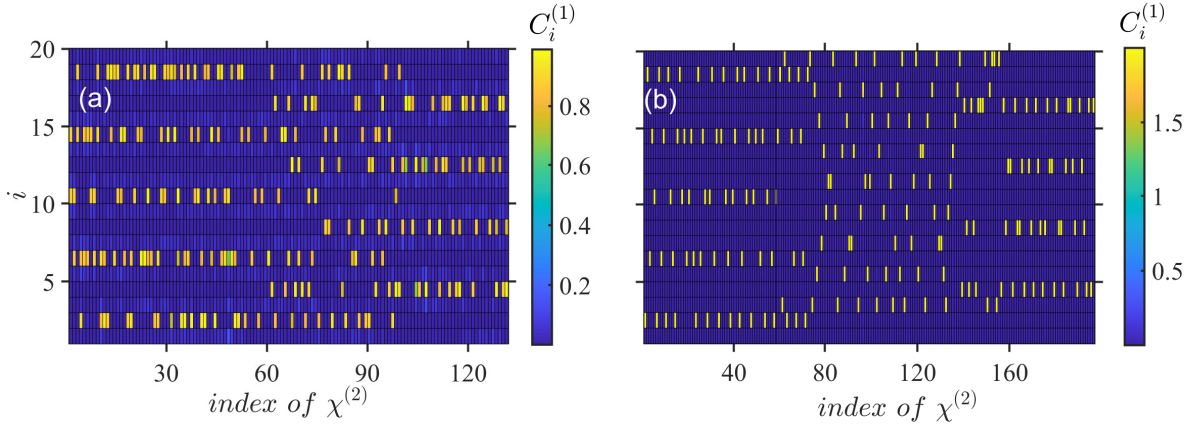 C_i^{(1)}
C_i^{(1)}
20
(a)
(b)
15
10
5
i
0.8
0.6
0.4
0.2
1.5
1
0.5
30 60 90 120
40 80 120 160
index of χ^{(2)}
index of χ^{(2)}